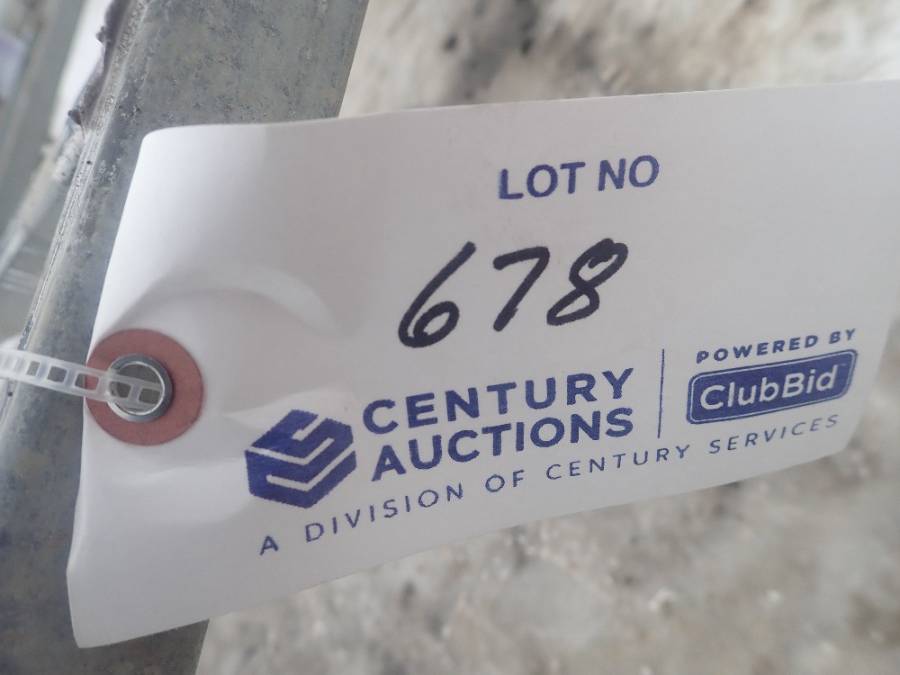 LOT NO
678
CENTURY
AUCTIONS
POWERED BY
ClubBid
A DIVISION OF CENTURY SERVICES